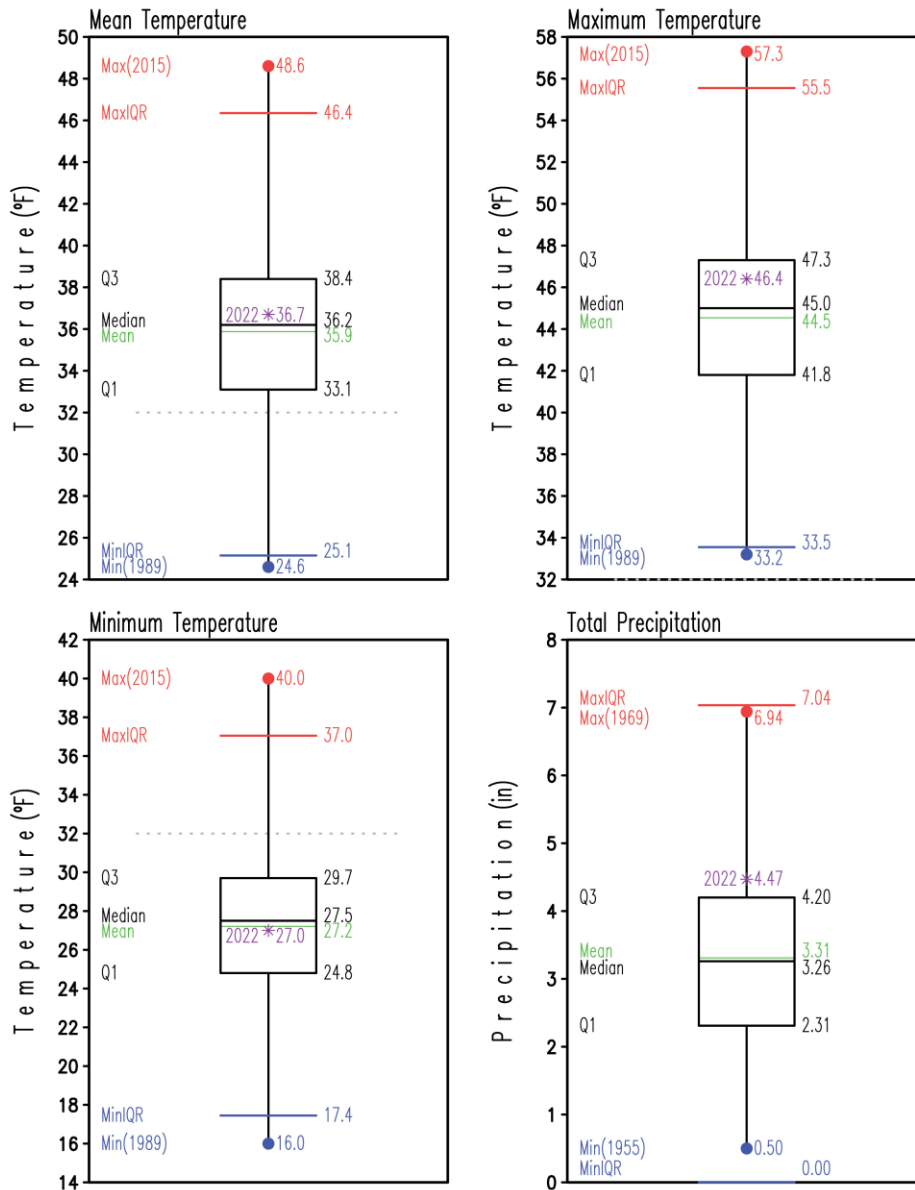 Mean Temperature
Temperature (ºF)
50
48
46
44
42
40
38
36
34
32
30
28
26
24
Max(2015)
48.6
MaxIQR
46.4
Q3
38.4
2022
36.7
Median
36.2
Mean
35.9
Q1
33.1
MinIQR
25.1
Min(1989)
24.6
Maximum Temperature
Temperature (ºF)
58
56
54
52
50
48
46
44
42
40
38
36
34
32
Max(2015)
57.3
MaxIQR
55.5
Q3
47.3
2022
46.4
Median
45.0
Mean
44.5
Q1
41.8
MinIQR
33.5
Min(1989)
33.2
Minimum Temperature
Temperature (ºF)
42
40
38
36
34
32
30
28
26
24
22
20
18
16
14
Max(2015)
40.0
MaxIQR
37.0
Q3
29.7
Median
27.5
Mean
27.2
2022
27.0
Q1
24.8
MinIQR
17.4
Min(1989)
16.0
Total Precipitation
Precipitation (in)
8
7
6
5
4
3
2
1
0
MaxIQR
7.04
Max(1969)
6.94
2022
4.47
Q3
4.20
Mean
3.31
Median
3.26
Q1
2.31
Min(1955)
0.50
MinIQR
0.00